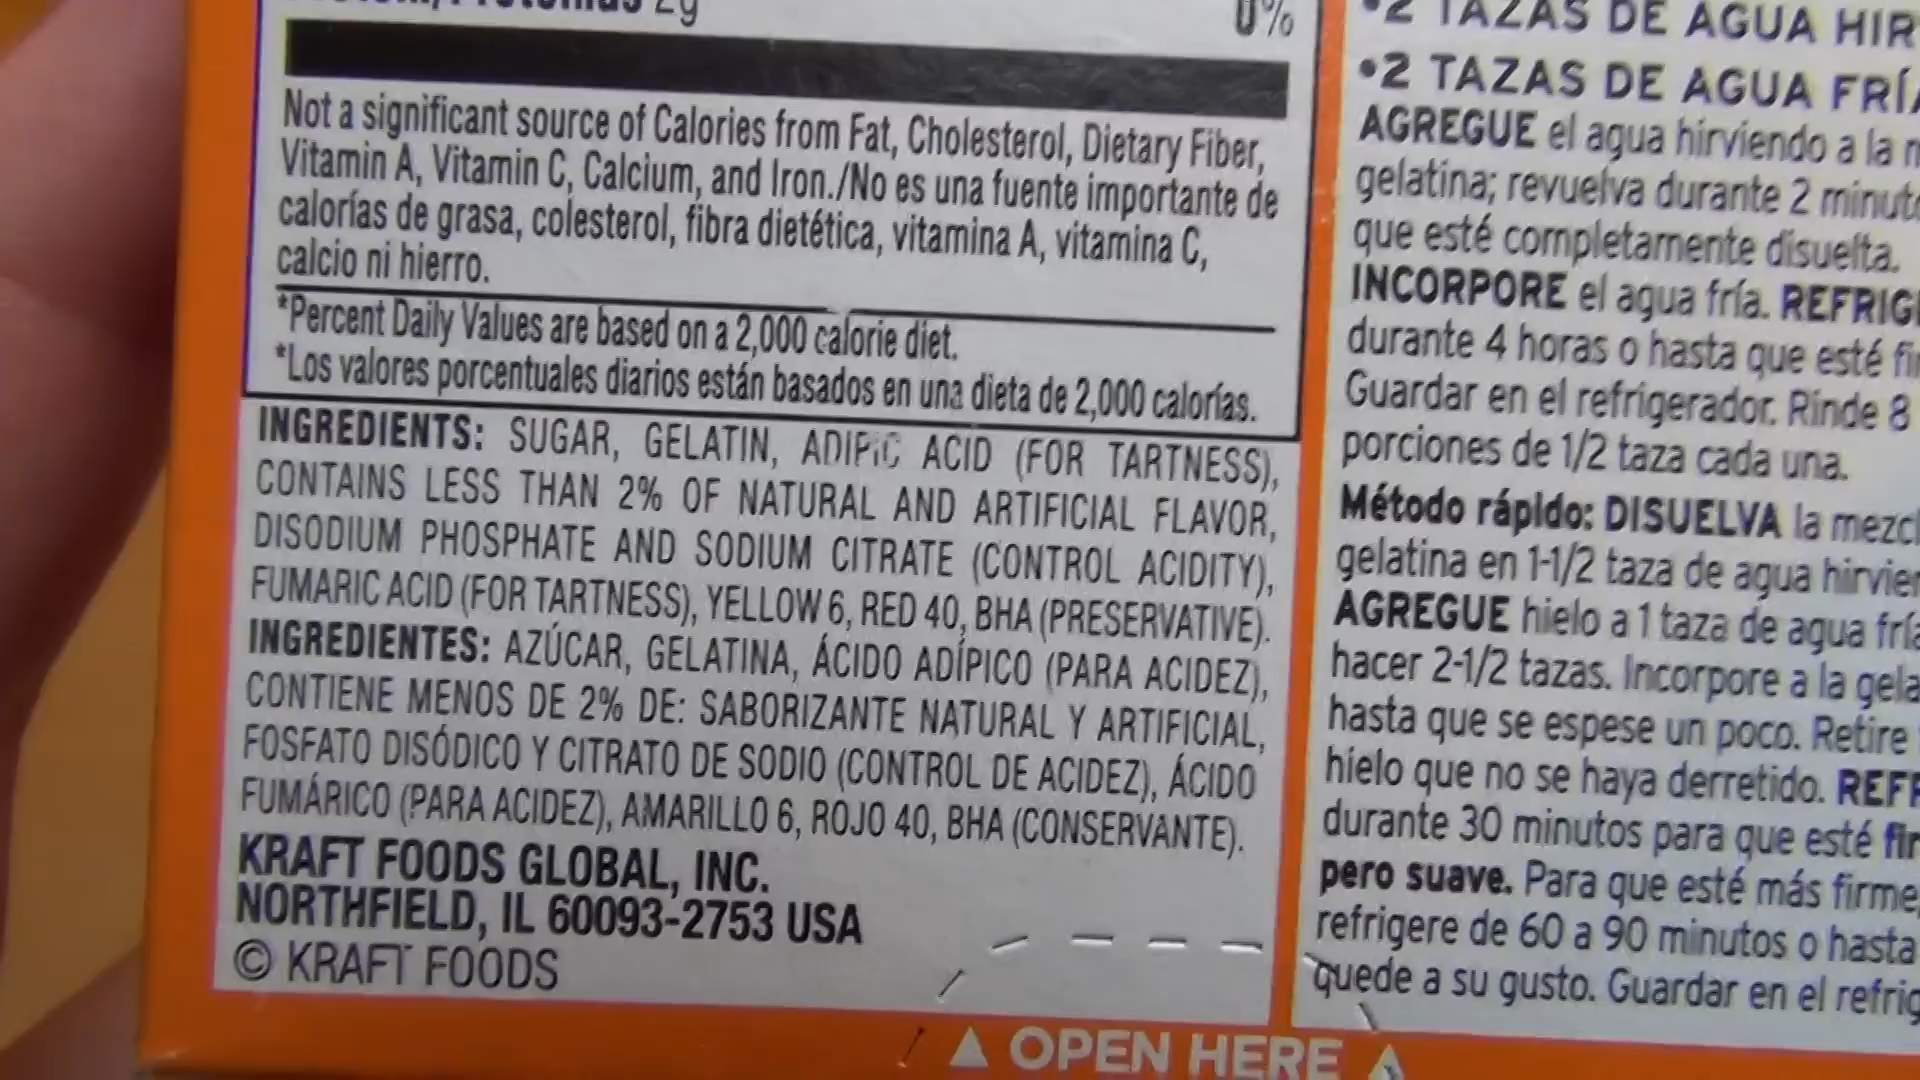 2g
0%
Not a significant source of Calories from Fat, Cholesterol, Dietary Fiber,
Vitamin A, Vitamin C, Calcium, and Iron./No es una fuente importante de
calorías de grasa, colesterol, fibra dietética, vitamina A, vitamina C,
calcio ni hierro.
*Percent Daily Values are based on a 2,000 calorie diet.
*Los valores porcentuales diarios están basados en una dieta de 2,000 calorías.
INGREDIENTS: SUGAR, GELATIN, ADIPIC ACID (FOR TARTNESS),
CONTAINS LESS THAN 2% OF NATURAL AND ARTIFICIAL FLAVOR,
DISODIUM PHOSPHATE AND SODIUM CITRATE (CONTROL ACIDITY),
FUMARIC ACID (FOR TARTNESS), YELLOW 6, RED 40, BHA (PRESERVATIVE).
INGREDIENTES: AZÚCAR, GELATINA, ÁCIDO ADÍPICO (PARA ACIDEZ),
CONTIENE MENOS DE 2% DE: SABORIZANTE NATURAL Y ARTIFICIAL,
FOSFATO DISÓDICO Y CITRATO DE SODIO (CONTROL DE ACIDEZ), ÁCIDO
FUMÁRICO (PARA ACIDEZ), AMARILLO 6, ROJO 40, BHA (CONSERVANTE).
KRAFT FOODS GLOBAL, INC.
NORTHFIELD, IL 60093-2753 USA
© KRAFT FOODS
•2 TAZAS DE AGUA
•2 TAZAS DE AGUA FRÍA
AGREGUE el agua hirviendo a la
gelatina; revuelva durante 2
que esté completamente disuelta.
INCORPORE el agua fría.
durante 4 horas o hasta que esté
Guardar en el refrigerador. Rinde 8
porciones de 1/2 taza cada una.
Método rápido: DISUELVA la
gelatina en 1-1/2 taza de agua
AGREGUE hielo a 1 taza de agua fría
hacer 2-1/2 tazas. Incorpore a la
hasta que se espese un poco. Retire
hielo que no se haya derretido.
durante 30 minutos para que esté
pero suave. Para que esté más firme,
refrigere de 60 a 90 minutos o hasta
quede a su gusto. Guardar en el
▲ OPEN HERE ▲